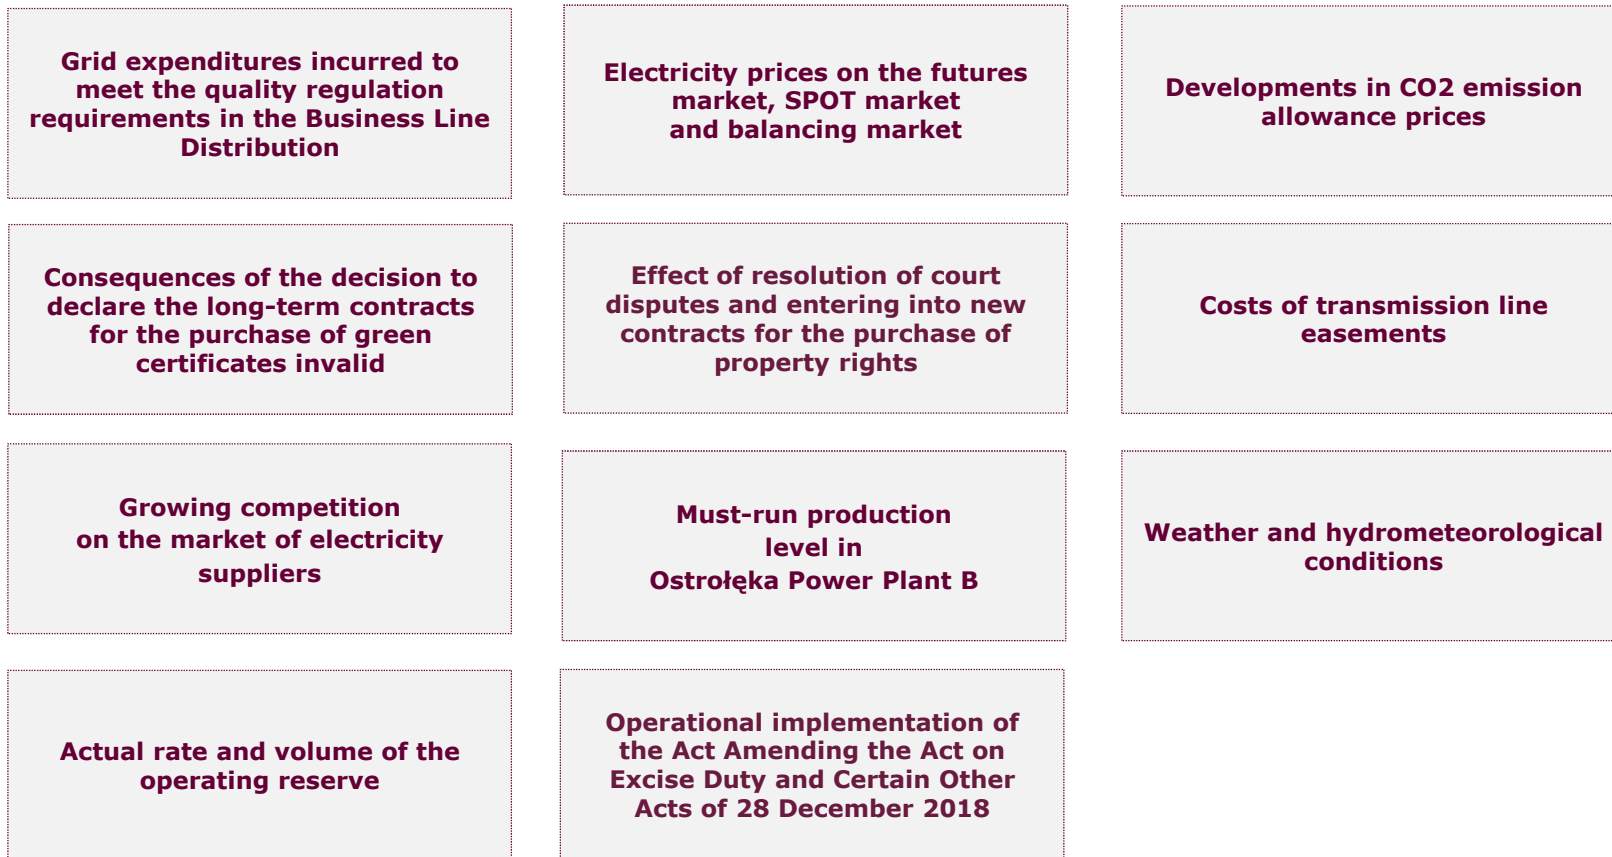 Grid expenditures incurred to
meet the quality regulation
requirements in the Business Line
Distribution
Electricity prices on the futures
market, SPOT market
and balancing market
Developments in CO2 emission
allowance prices
Consequences of the decision to
declare the long-term contracts
for the purchase of green
certificates invalid
Effect of resolution of court
disputes and entering into new
contracts for the purchase of
property rights
Costs of transmission line
easements
Growing competition
on the market of electricity
suppliers
Must-run production
level in
Ostrołęka Power Plant B
Weather and hydrometeorological
conditions
Actual rate and volume of the
operating reserve
Operational implementation of
the Act Amending the Act on
Excise Duty and Certain Other
Acts of 28 December 2018